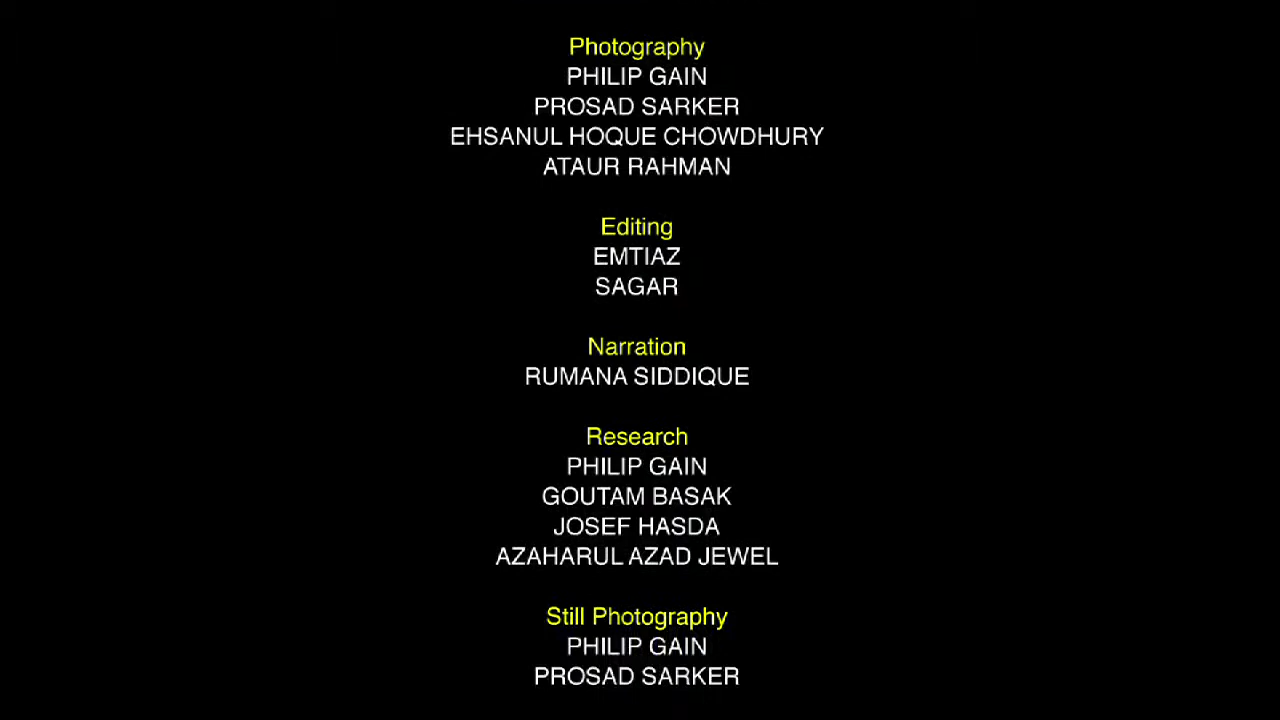 Photography
PHILIP GAIN
PROSAD SARKER
EHSANUL HOQUE CHOWDHURY
ATAUR RAHMAN
Editing
EMTIAZ
SAGAR
Narration
RUMANA SIDDIQUE
Research
PHILIP GAIN
GOUTAM BASAK
JOSEF HASDA
AZAHARUL AZAD JEWEL
Still Photography
PHILIP GAIN
PROSAD SARKER